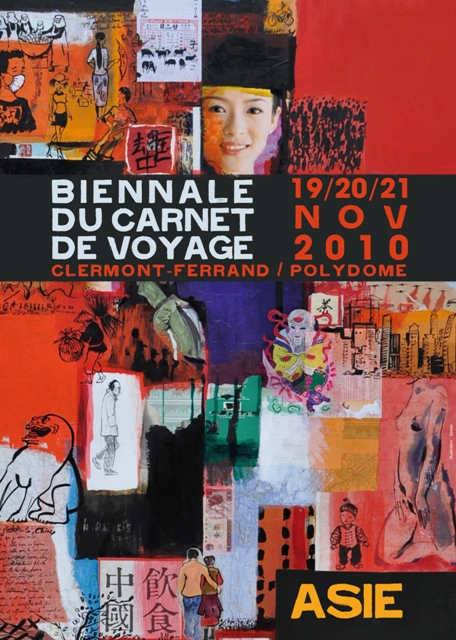 BIENNALE
DU CARNET
DE VOYAGE
19/20/21
NOV
2010
CLERMONT-FERRAND / POLYDOME
中國
飲食
ASIE